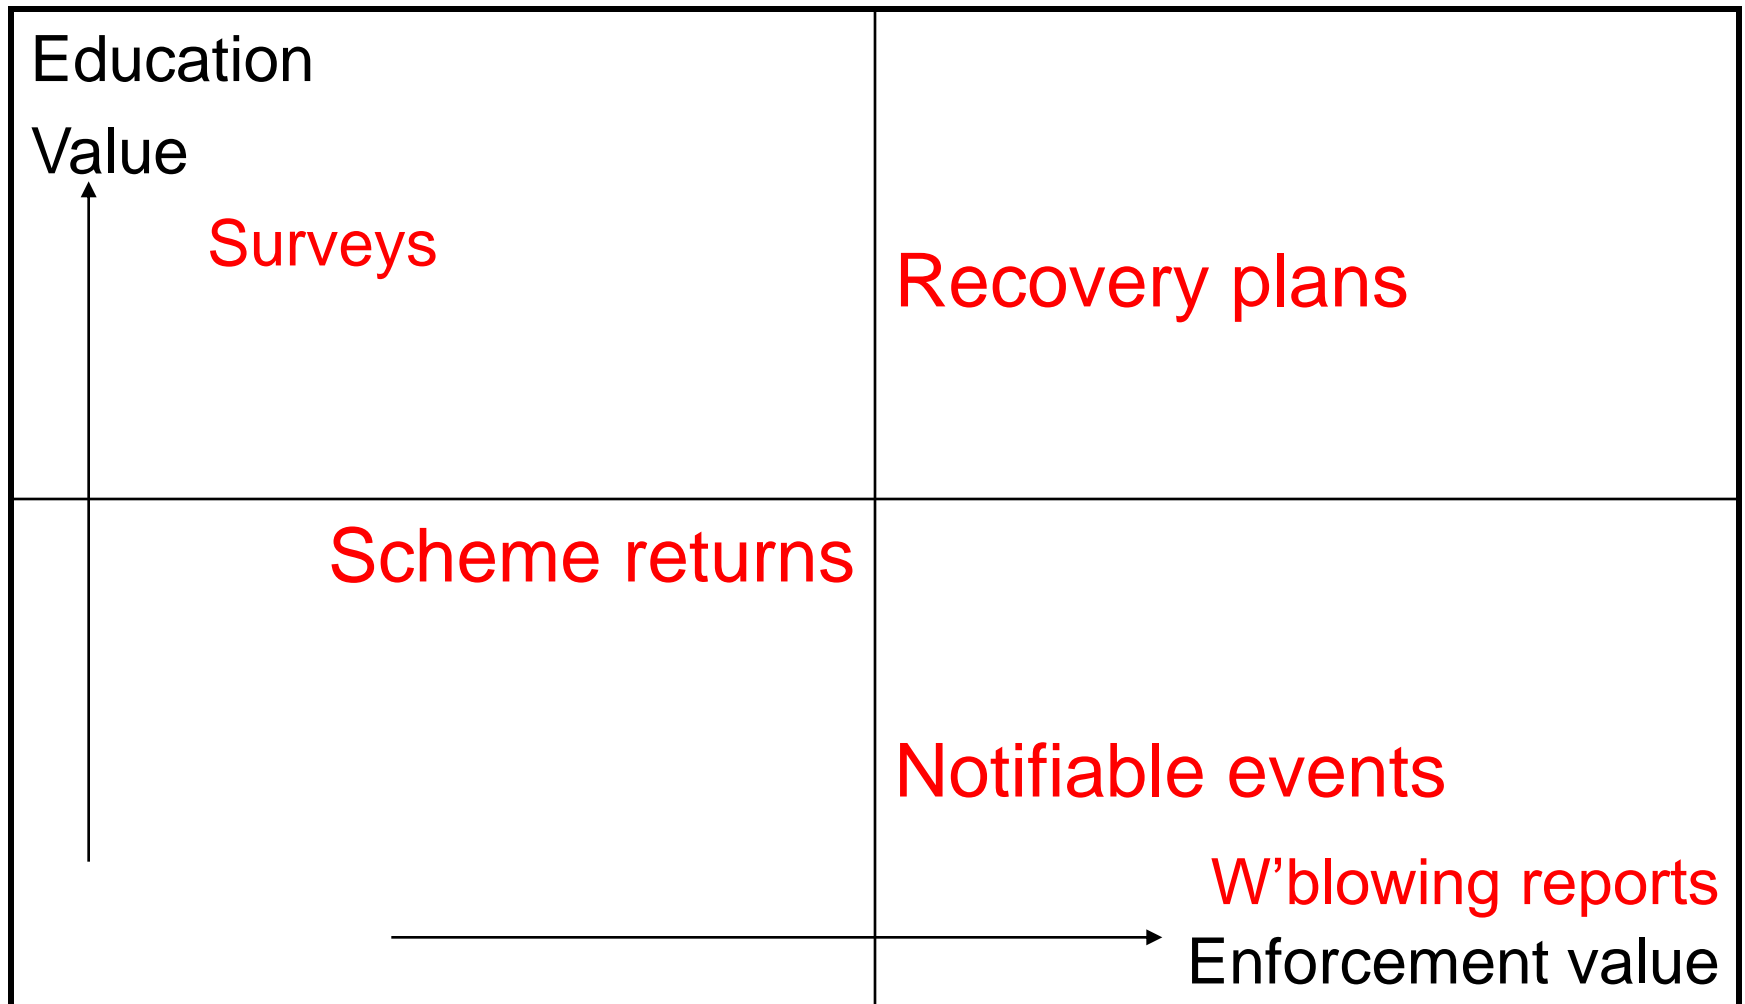 Education
Value
Surveys
Recovery plans
Scheme returns
Notifiable events
W’blowing reports
Enforcement value